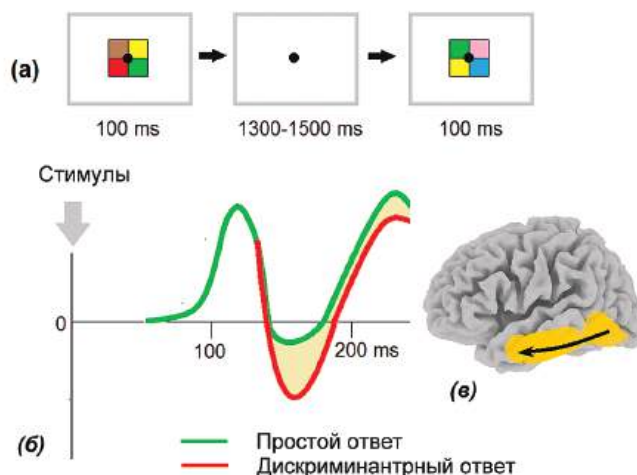 (а)
100 ms
1300-1500 ms
100 ms
Стимулы
0
100
200 ms
(б)
(в)
Простой ответ
Дискриминантрный ответ